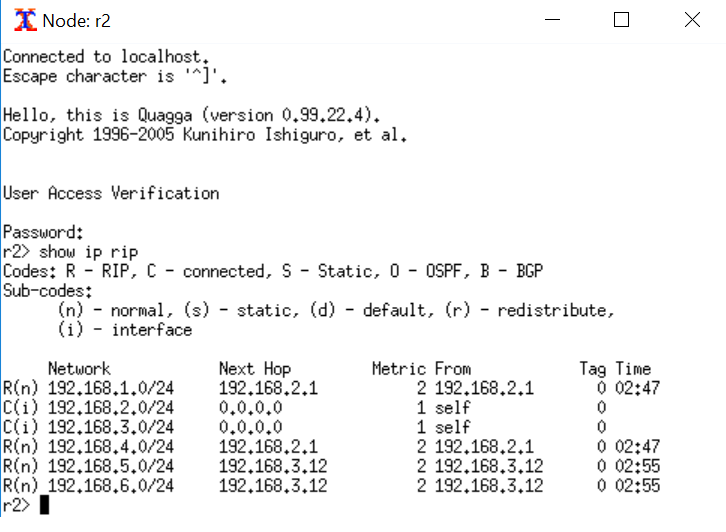 Node: r2
Connected to localhost.
Escape character is '^]'.
Hello, this is Quagga (version 0.99.22.4).
Copyright 1996-2005 Kunihiro Ishiguro, et al.
User Access Verification
Password:
r2> show ip rip
Codes: R - RIP, C - connected, S - Static, O - OSPF, B - BGP
Sub-codes:
      (n) - normal, (s) - static, (d) - default, (r) - redistribute,
      (i) - interface
     Network            Next Hop         Metric From            Tag Time
R(n) 192.168.1.0/24     192.168.2.1           2 192.168.2.1       0 02:47
C(i) 192.168.2.0/24     0.0.0.0               1 self              0
C(i) 192.168.3.0/24     0.0.0.0               1 self              0
R(n) 192.168.4.0/24     192.168.2.1           2 192.168.2.1       0 02:47
R(n) 192.168.5.0/24     192.168.3.12          2 192.168.3.12      0 02:55
R(n) 192.168.6.0/24     192.168.3.12          2 192.168.3.12      0 02:55
r2>